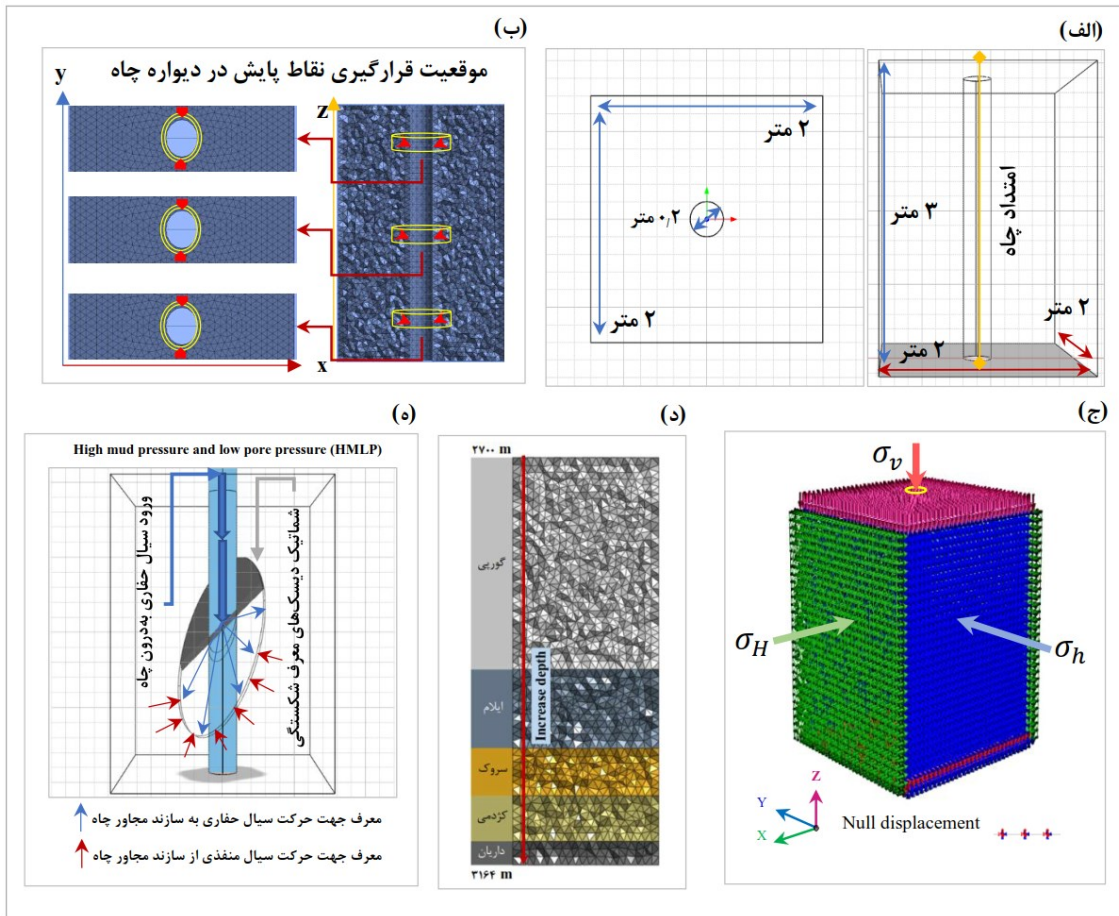 (الف)
امتداد چاه
۳ متر
۲ متر
۲ متر
۲ متر
۰٫۲ متر
۲ متر
(ب)
موقعیت قرارگیری نقاط پایش در دیواره چاه
y
z
x
(ج)
σv
σH
σh
Z
Y
X
Null displacement
(د)
۲۷۰۰ m
گورپی
ایلام
سروک
کژدمی
داریان
Increase depth
۳۱۶۴ m
(ه)
High mud pressure and low pore pressure (HMLP)
ورود سیال حفاری به‌درون چاه
شماتیک دیسک‌های معرف شکستگی
معرف جهت حرکت سیال حفاری به سازند مجاور چاه
معرف جهت حرکت سیال منفذی از سازند مجاور چاه